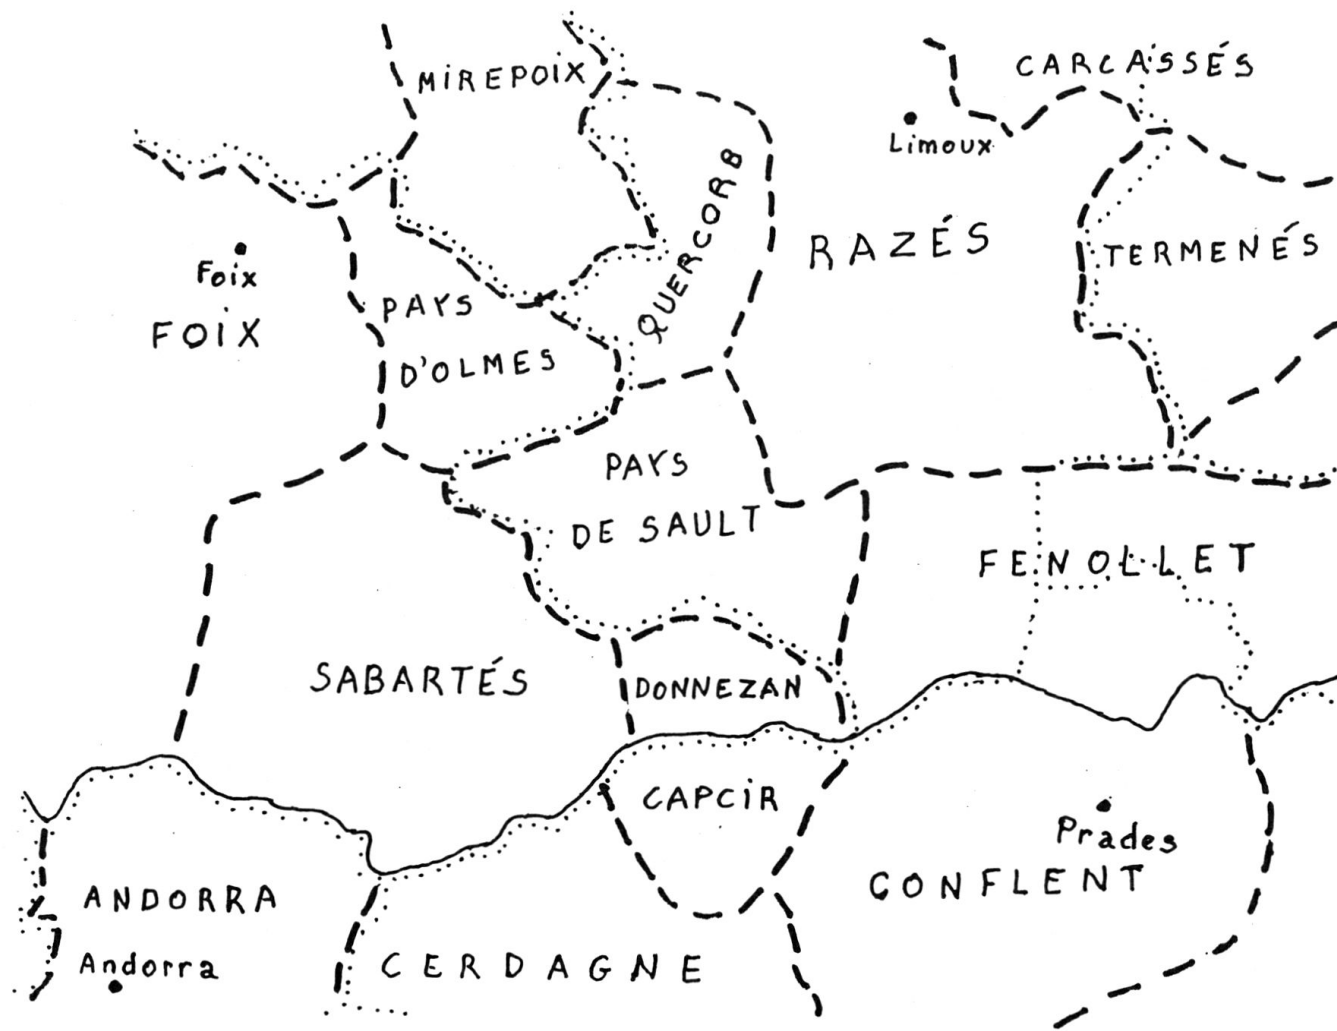 MIREPOIX
CARCASSÉS
Limoux
QUERCORB
RAZÉS
TERMENÉS
Foix
FOIX
PAYS
D'OLMES
PAYS
DE SAULT
FENOLLET
SABARTÉS
DONNEZAN
CAPCIR
Prades
CONFLENT
ANDORRA
Andorra
CERDAGNE